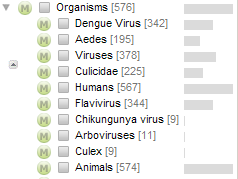 M Organisms [576]
M Dengue Virus [342]
M Aedes [195]
M Viruses [378]
M Culicidae [225]
M Humans [567]
M Flavivirus [344]
M Chikungunya virus [9]
M Arboviruses [11]
M Culex [9]
M Animals [574]